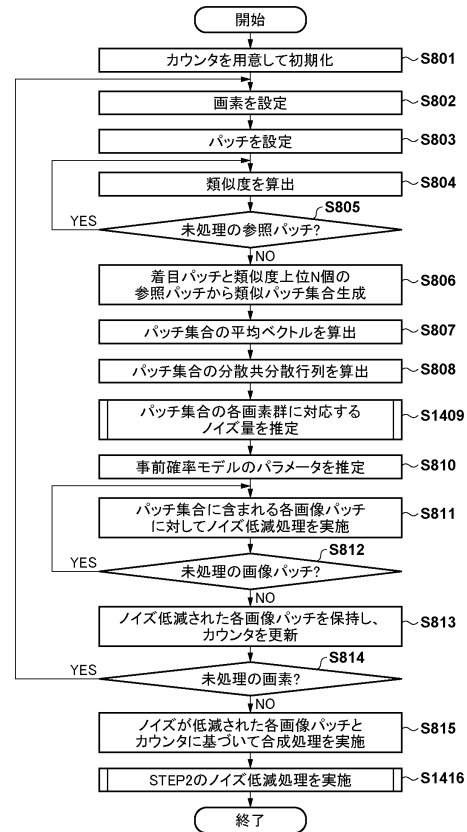 開始
カウンタを用意して初期化
S801
画素を設定
S802
パッチを設定
S803
類似度を算出
S804
S805
YES
未処理の参照パッチ?
NO
着目パッチと類似度上位N個の
参照パッチから類似パッチ集合生成
S806
パッチ集合の平均ベクトルを算出
S807
パッチ集合の分散共分散行列を算出
S808
パッチ集合の各画素群に対応する
ノイズ量を推定
S1409
事前確率モデルのパラメータを推定
S810
パッチ集合に含まれる各画像パッチ
に対してノイズ低減処理を実施
S811
S812
YES
未処理の画像パッチ?
NO
ノイズ低減された各画像パッチを保持し、
カウンタを更新
S813
S814
YES
未処理の画素?
NO
ノイズが低減された各画像パッチと
カウンタに基づいて合成処理を実施
S815
STEP2のノイズ低減処理を実施
S1416
終了